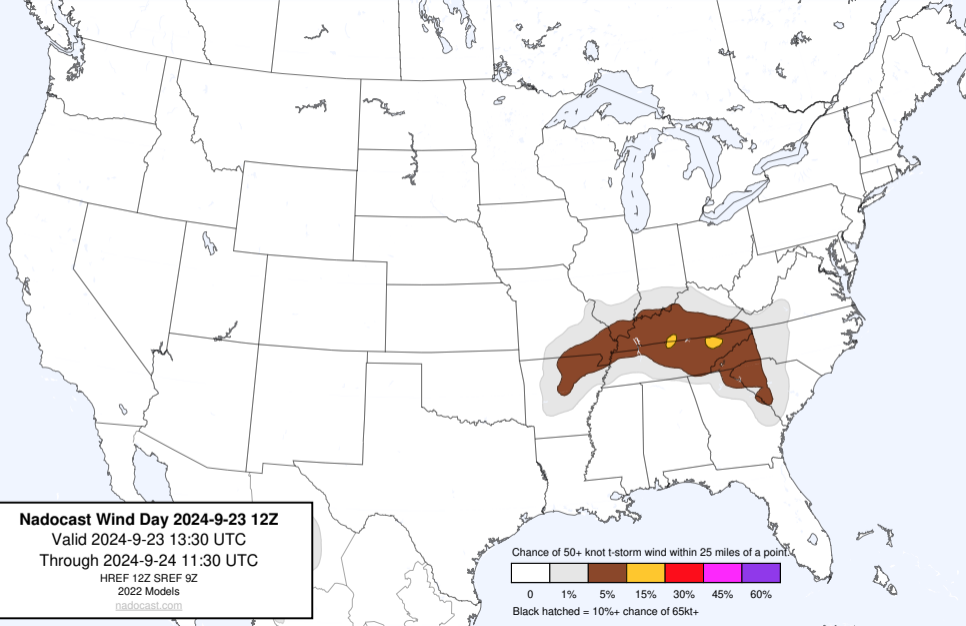 Nadocast Wind Day 2024-9-23 12Z
Valid 2024-9-23 13:30 UTC
Through 2024-9-24 11:30 UTC
HREF 12Z SREF 9Z
2022 Models
nadocast.com
Chance of 50+ knot t-storm wind within 25 miles of a point.
0 1% 5% 15% 30% 45% 60%
Black hatched = 10%+ chance of 65kt+